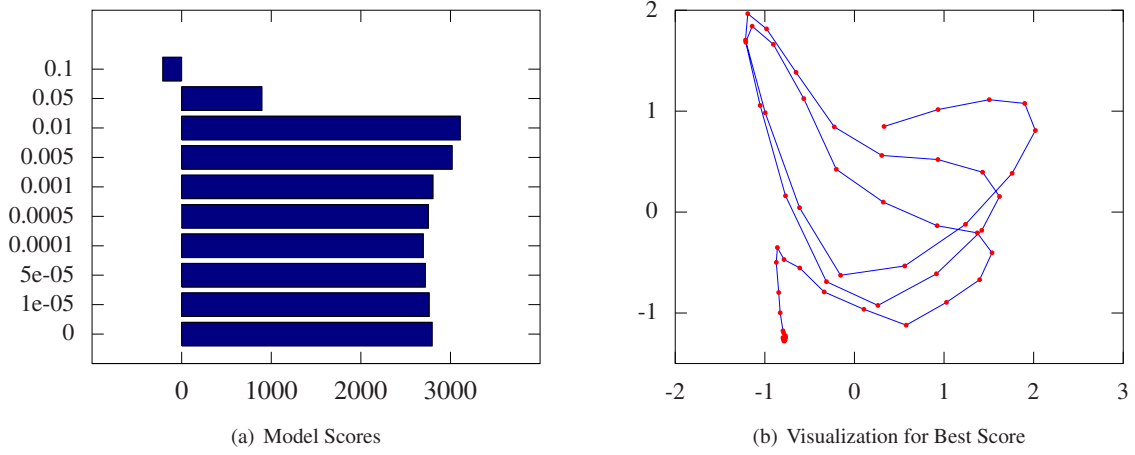 0.1
0.05
0.01
0.005
0.001
0.0005
0.0001
5e-05
1e-05
0
0 1000 2000 3000
(a) Model Scores
2
1
0
-1
-2 -1 0 1 2 3
(b) Visualization for Best Score